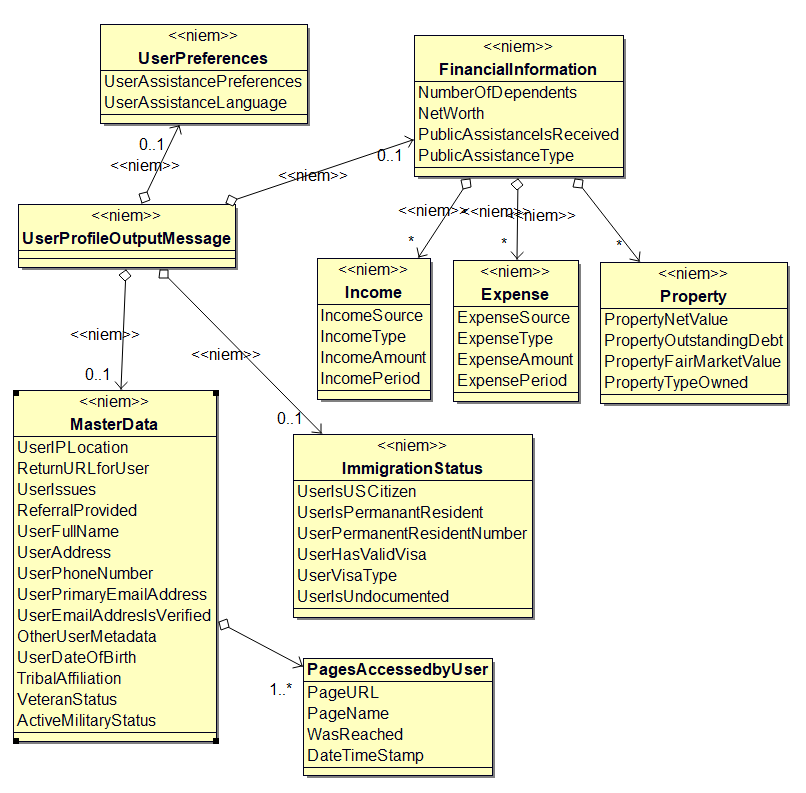 <<niem>>
UserPreferences
UserAssistancePreferences
UserAssistanceLanguage
<<niem>>
FinancialInformation
NumberOfDependents
NetWorth
PublicAssistanceIsReceived
PublicAssistanceType
0..1
<<niem>>
0..1
<<niem>>
<<niem>>
UserProfileOutputMessage
<<niem>>
<<niem>>
<<niem>>
*
*
*
<<niem>>
Income
IncomeSource
IncomeType
IncomeAmount
IncomePeriod
<<niem>>
Expense
ExpenseSource
ExpenseType
ExpenseAmount
ExpensePeriod
<<niem>>
Property
PropertyNetValue
PropertyOutstandingDebt
PropertyFairMarketValue
PropertyTypeOwned
<<niem>>
0..1
<<niem>>
0..1
<<niem>>
MasterData
UserIPLocation
ReturnURLforUser
UserIssues
ReferralProvided
UserFullName
UserAddress
UserPhoneNumber
UserPrimaryEmailAddress
UserEmailAddresIsVerified
OtherUserMetadata
UserDateOfBirth
TribalAffiliation
VeteranStatus
ActiveMilitaryStatus
<<niem>>
ImmigrationStatus
UserIsUSCitizen
UserIsPermanantResident
UserPermanentResidentNumber
UserHasValidVisa
UserVisaType
UserIsUndocumented
1..*
PagesAccessedbyUser
PageURL
PageName
WasReached
DateTimeStamp